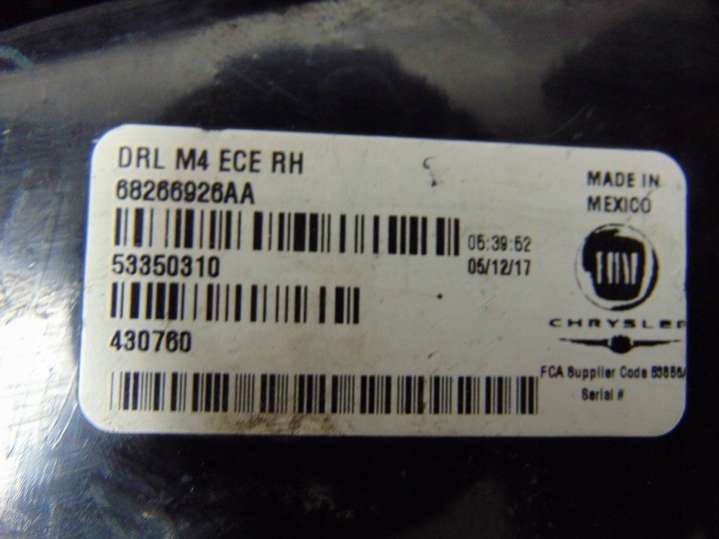 DRL M4 ECE RH
68266926AA
MADE IN
MEXICO
05:39:52
05/12/17
53350310
FIAT
CHRYSLER
430760
FCA Supplier Code
Serial #